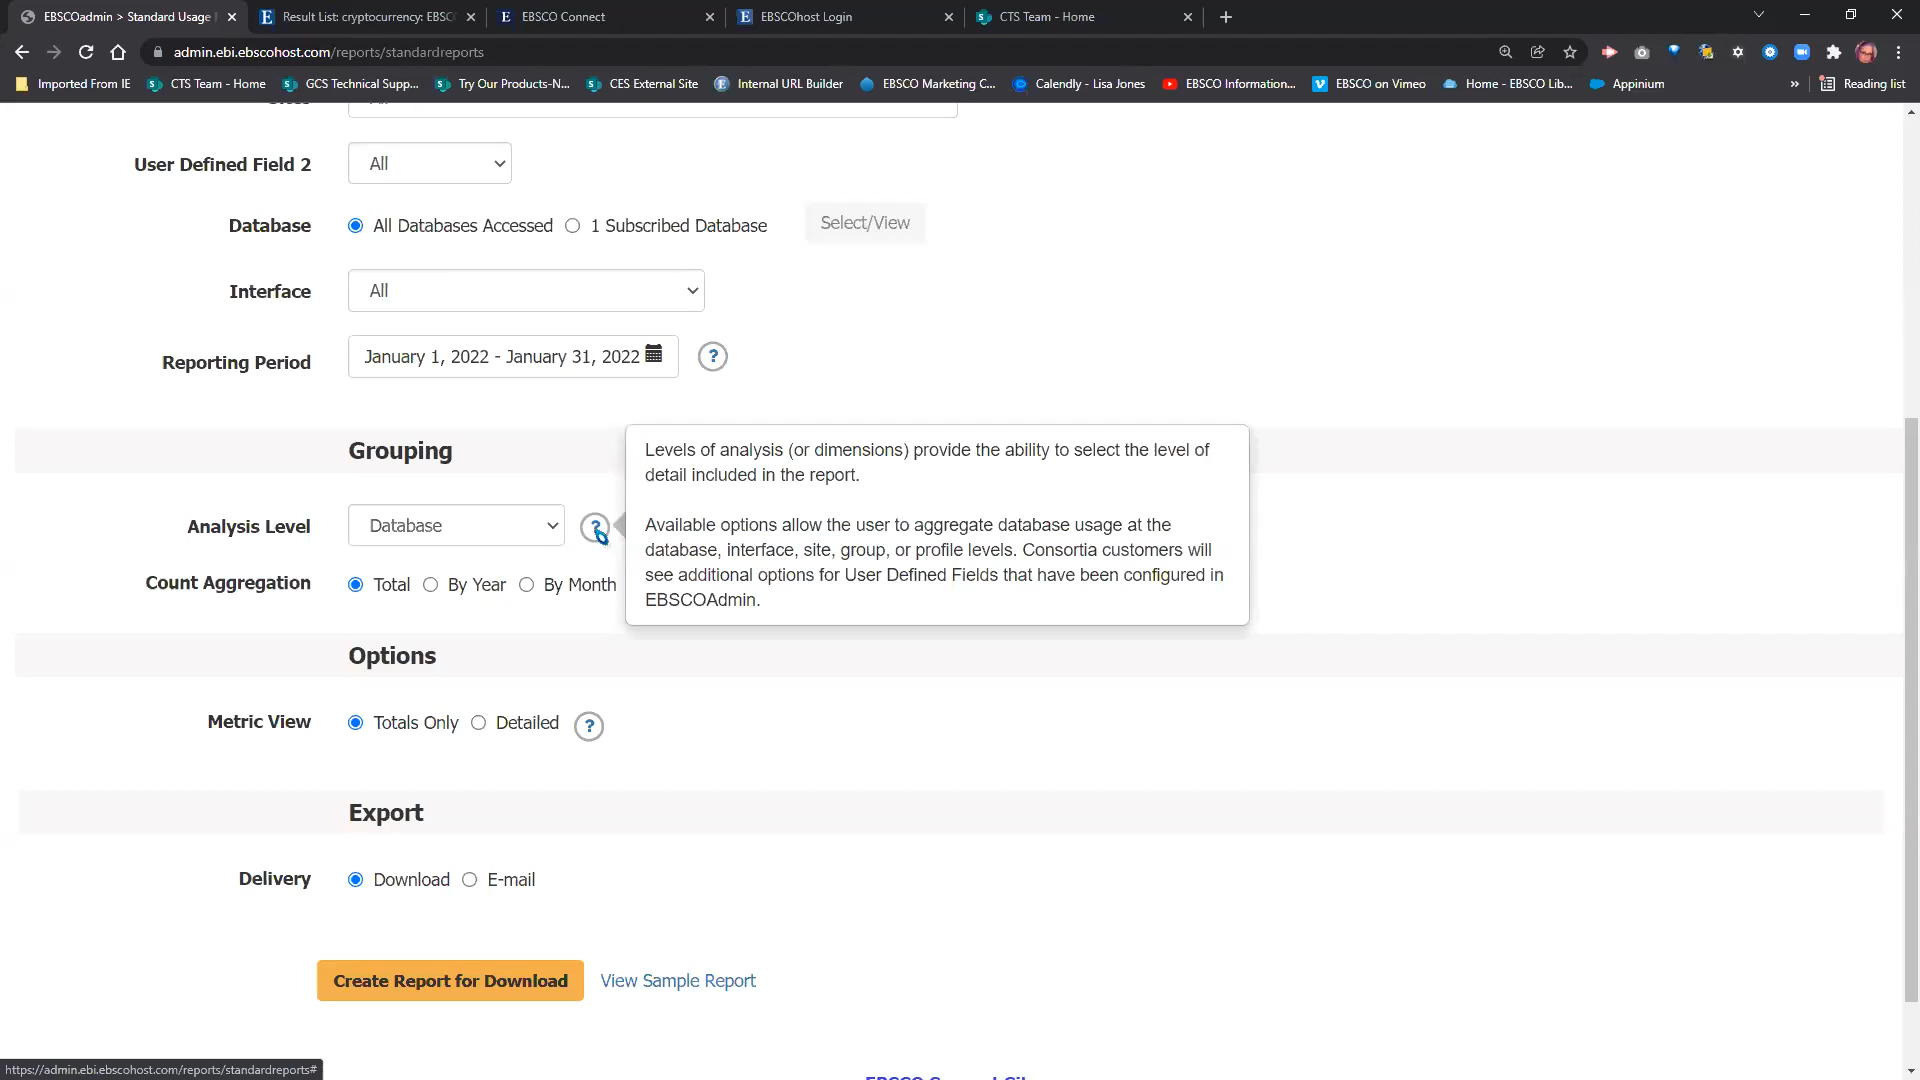 EBSCOadmin > Standard Usage
Result List: cryptocurrency: EBSC
EBSCO Connect
EBSCOhost Login
CTS Team - Home
admin.ebi.ebscohost.com/reports/standardreports
Imported From IE
CTS Team - Home
GCS Technical Supp...
Try Our Products-N...
CES External Site
Internal URL Builder
EBSCO Marketing C...
Calendly - Lisa Jones
EBSCO Information...
EBSCO on Vimeo
Home - EBSCO Lib...
Appinium
»
Reading list
User Defined Field 2
All
Database
All Databases Accessed
1 Subscribed Database
Select/View
Interface
All
Reporting Period
January 1, 2022 - January 31, 2022
?
Grouping
Levels of analysis (or dimensions) provide the ability to select the level of
detail included in the report.
Available options allow the user to aggregate database usage at the
database, interface, site, group, or profile levels. Consortia customers will
see additional options for User Defined Fields that have been configured in
EBSCOAdmin.
Analysis Level
Database
?
Count Aggregation
Total
By Year
By Month
Options
Metric View
Totals Only
Detailed
?
Export
Delivery
Download
E-mail
Create Report for Download
View Sample Report
https://admin.ebi.ebscohost.com/reports/standardreports#